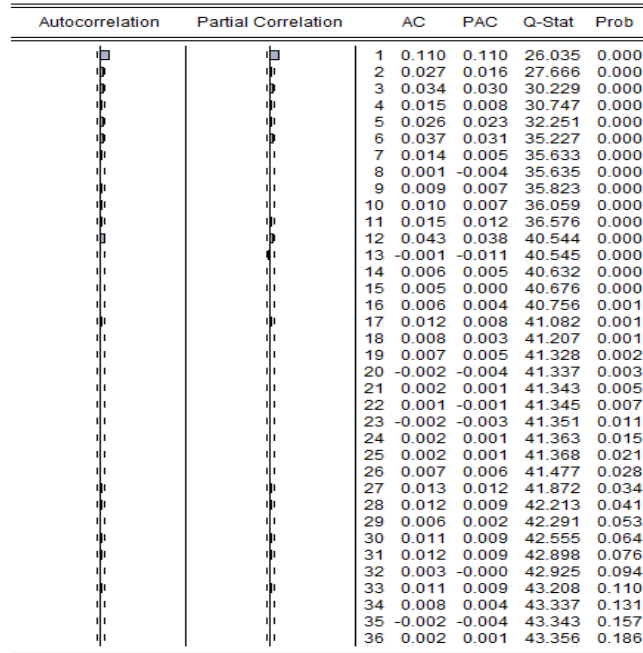 Autocorrelation Partial Correlation AC PAC Q-Stat Prob
1 0.110 0.110 26.035 0.000
2 0.027 0.016 27.666 0.000
3 0.034 0.030 30.229 0.000
4 0.015 0.008 30.747 0.000
5 0.026 0.023 32.251 0.000
6 0.037 0.031 35.227 0.000
7 0.014 0.005 35.633 0.000
8 0.001 -0.004 35.635 0.000
9 0.009 0.007 35.823 0.000
10 0.010 0.007 36.059 0.000
11 0.015 0.012 36.576 0.000
12 0.043 0.038 40.544 0.000
13 -0.001 -0.011 40.545 0.000
14 0.006 0.005 40.632 0.000
15 0.005 0.000 40.676 0.000
16 0.006 0.004 40.756 0.001
17 0.012 0.008 41.082 0.001
18 0.008 0.003 41.207 0.001
19 0.007 0.005 41.328 0.002
20 -0.002 -0.004 41.337 0.003
21 0.002 0.001 41.343 0.005
22 0.001 -0.001 41.345 0.007
23 -0.002 -0.003 41.351 0.011
24 0.002 0.001 41.363 0.015
25 0.002 0.001 41.368 0.021
26 0.007 0.006 41.477 0.028
27 0.013 0.012 41.872 0.034
28 0.012 0.009 42.213 0.041
29 0.006 0.002 42.291 0.053
30 0.011 0.009 42.555 0.064
31 0.012 0.009 42.898 0.076
32 0.003 -0.000 42.925 0.094
33 0.011 0.009 43.208 0.110
34 0.008 0.004 43.337 0.131
35 -0.002 -0.004 43.343 0.157
36 0.002 0.001 43.356 0.186